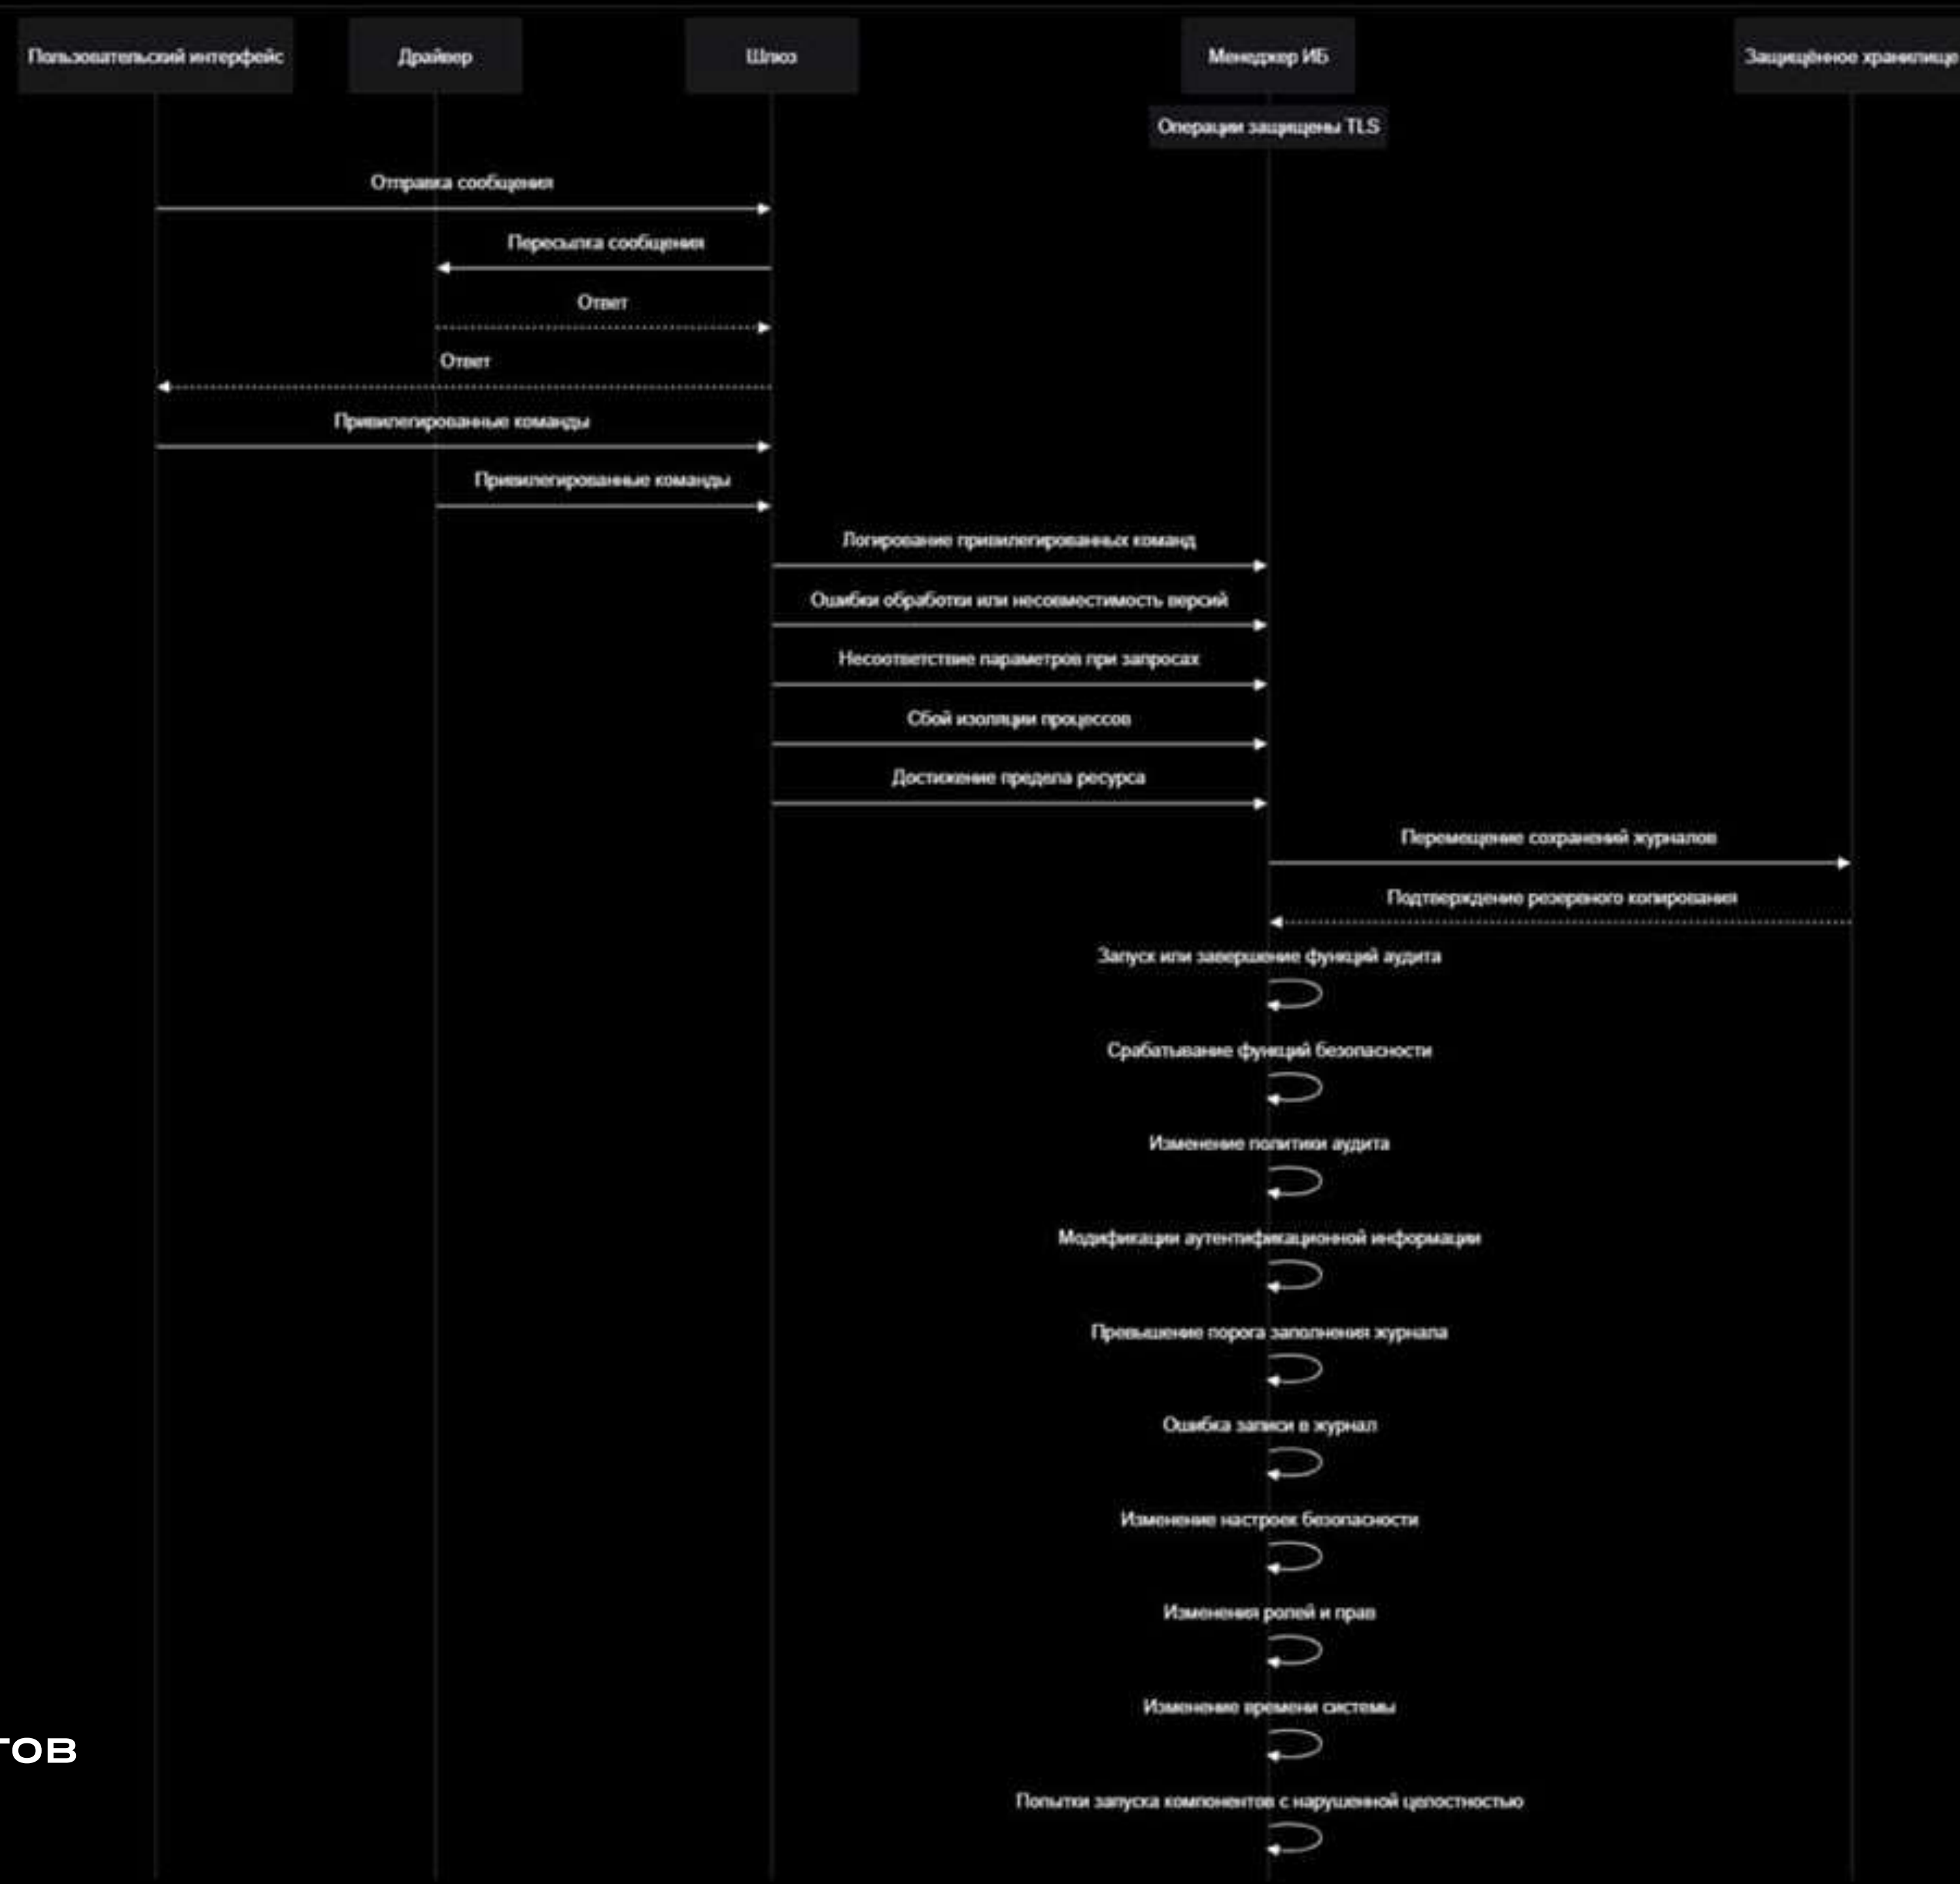 Пользовательский интерфейс
Драйвер
Шлюз
Менеджер ИБ
Защищённое хранилище
Операции защищены TLS
Отправка сообщения
Пересылка сообщения
Ответ
Ответ
Привилегированные команды
Привилегированные команды
Логирование привилегированных команд
Ошибки обработки или несовместимость версий
Несоответствие параметров при запросах
Сбой изоляции процессов
Достижение предела ресурса
Перемещение сохранений журналов
Подтверждение резервного копирования
Запуск или завершение функций аудита
Срабатывание функций безопасности
Изменение политики аудита
Модификации аутентификационной информации
Превышение порога заполнения журнала
Ошибка записи в журнал
Изменение настроек безопасности
Изменения ролей и прав
Изменение времени системы
тов
Попытки запуска компонентов с нарушенной целостностью